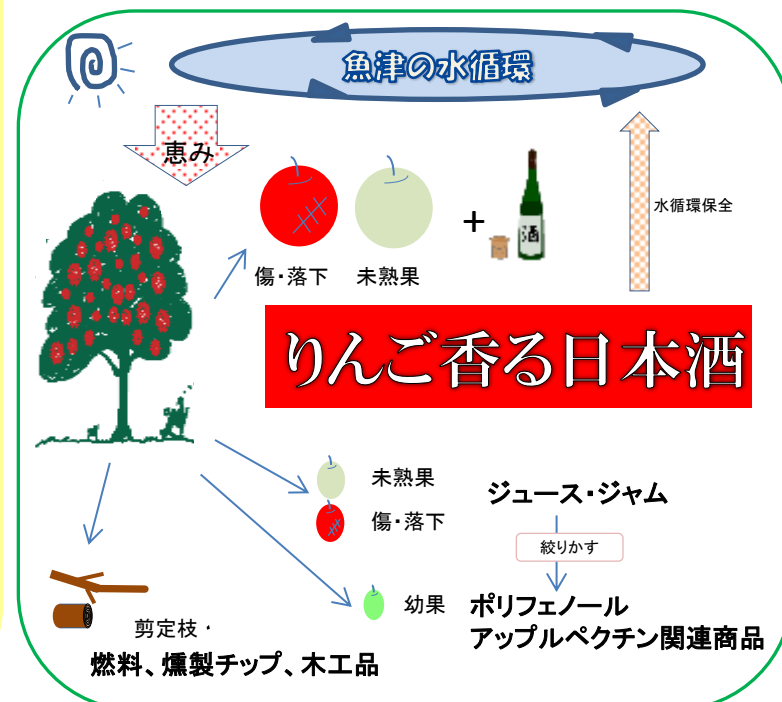 魚津の水循環
恵み
水循環保全
酒
傷・落下
未熟果
+
りんご香る日本酒
未熟果
傷・落下
ジュース・ジャム
絞りかす
幼果
ポリフェノール
アップルペクチン関連商品
剪定枝・
燃料、燻製チップ、木工品